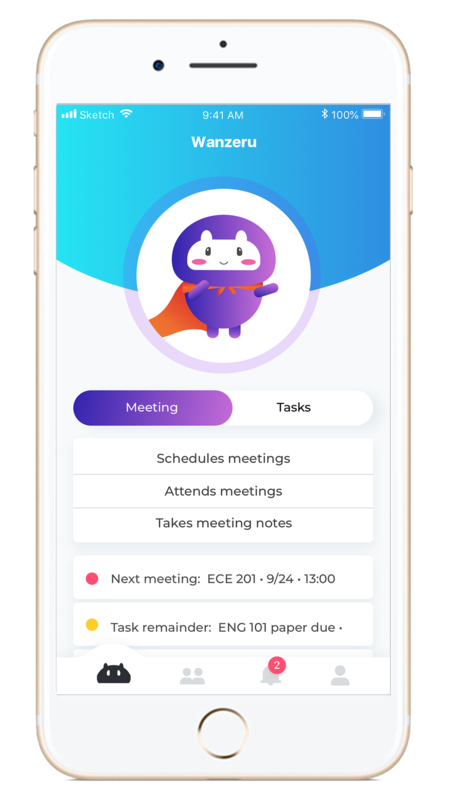 Sketch 9:41 AM 100%
Wanzeru
Meeting Tasks
Schedules meetings
Attends meetings
Takes meeting notes
Next meeting: ECE 201 • 9/24 • 13:00
Task remainder: ENG 101 paper due •
2